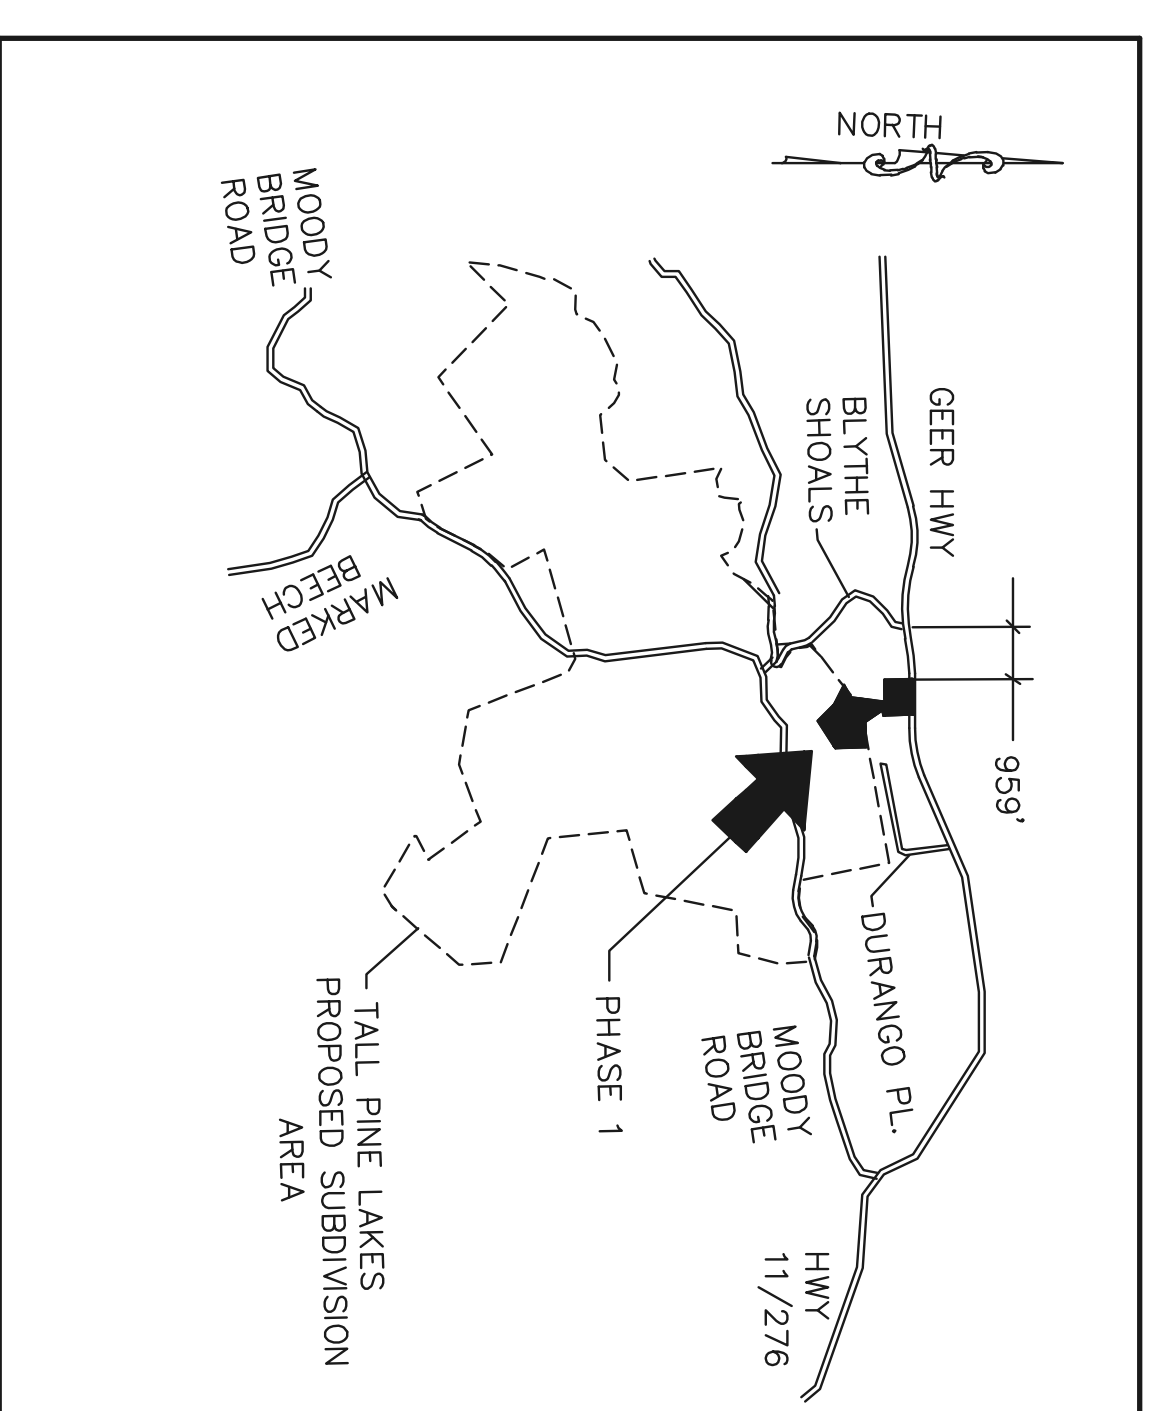 NORTH
MOODY
BRIDGE
ROAD
GEER HWY
BLYTHE
SHOALS
MARKED
BEECH
959'
DURANGO PL.
PHASE 1
MOODY
BRIDGE
ROAD
TALL PINE LAKES
PROPOSED SUBDIVISION
AREA
HWY
11/276